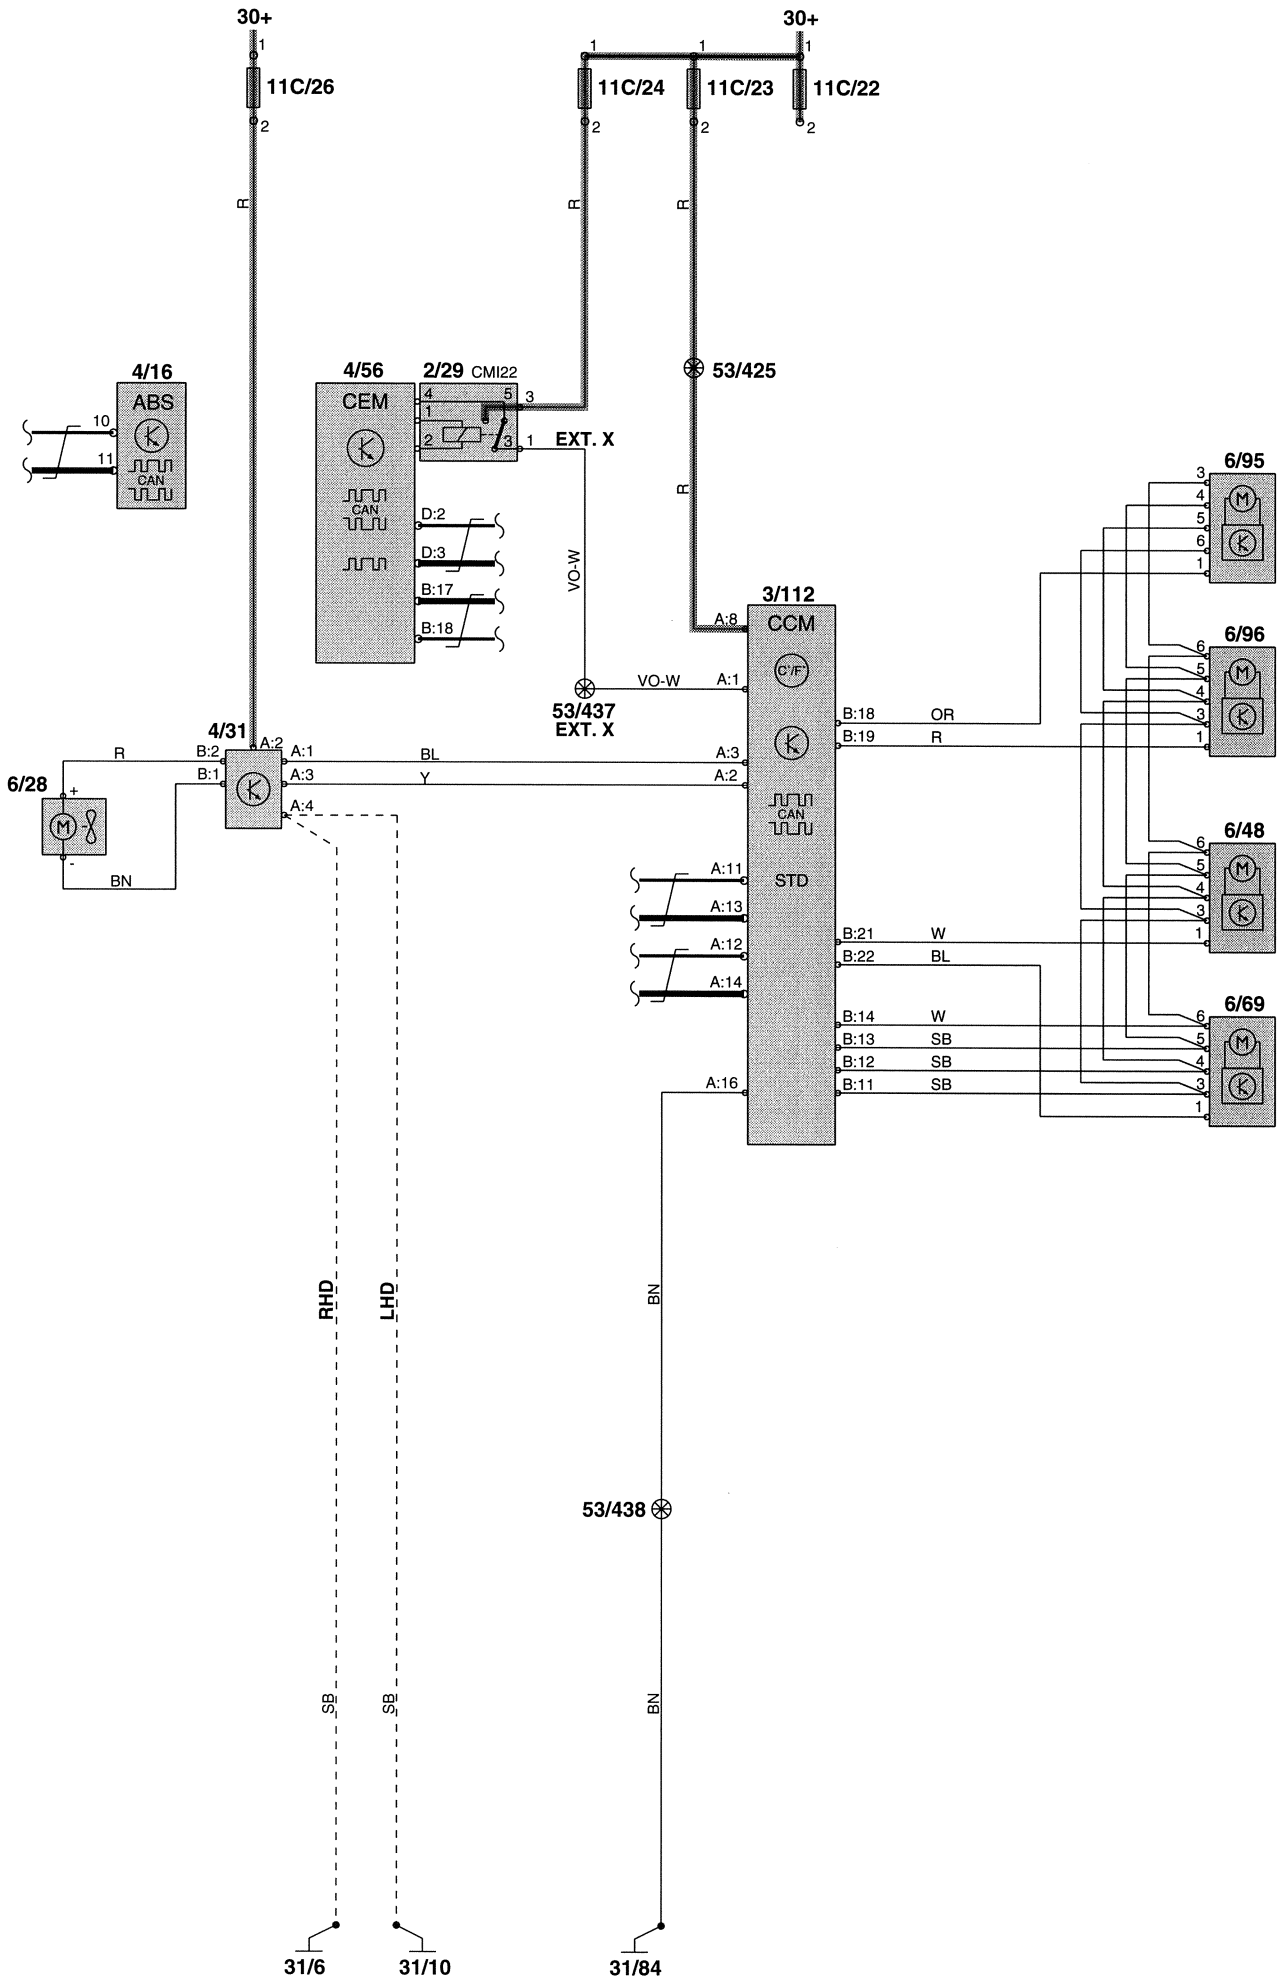 30+
30+
1
1
1
1
11C/26
11C/24
11C/23
11C/22
2
2
2
2
R
R
R
53/425
4/16
4/56
2/29 CMI22
ABS
CEM
4
5
3
1
10
2
3
1
EXT. X
11
CAN
6/95
3
4
R
5
CAN
D:2
6
D:3
VO-W
1
B:17
3/112
A:8
CCM
B:18
6/96
6
C°/F°
5
VO-W
A:1
4
53/437
EXT. X
B:18
OR
3
4/31
B:19
R
1
A:2
R
B:2
A:1
BL
A:3
B:1
A:3
Y
A:2
6/28
+
M
A:4
CAN
6/48
6
-
5
BN
A:11
STD
4
A:13
3
B:21
W
1
A:12
B:22
BL
A:14
6/69
B:14
W
6
B:13
SB
5
B:12
SB
4
A:16
B:11
SB
3
1
M
M
M
M
RHD
LHD
BN
53/438
SB
SB
BN
31/6
31/10
31/84